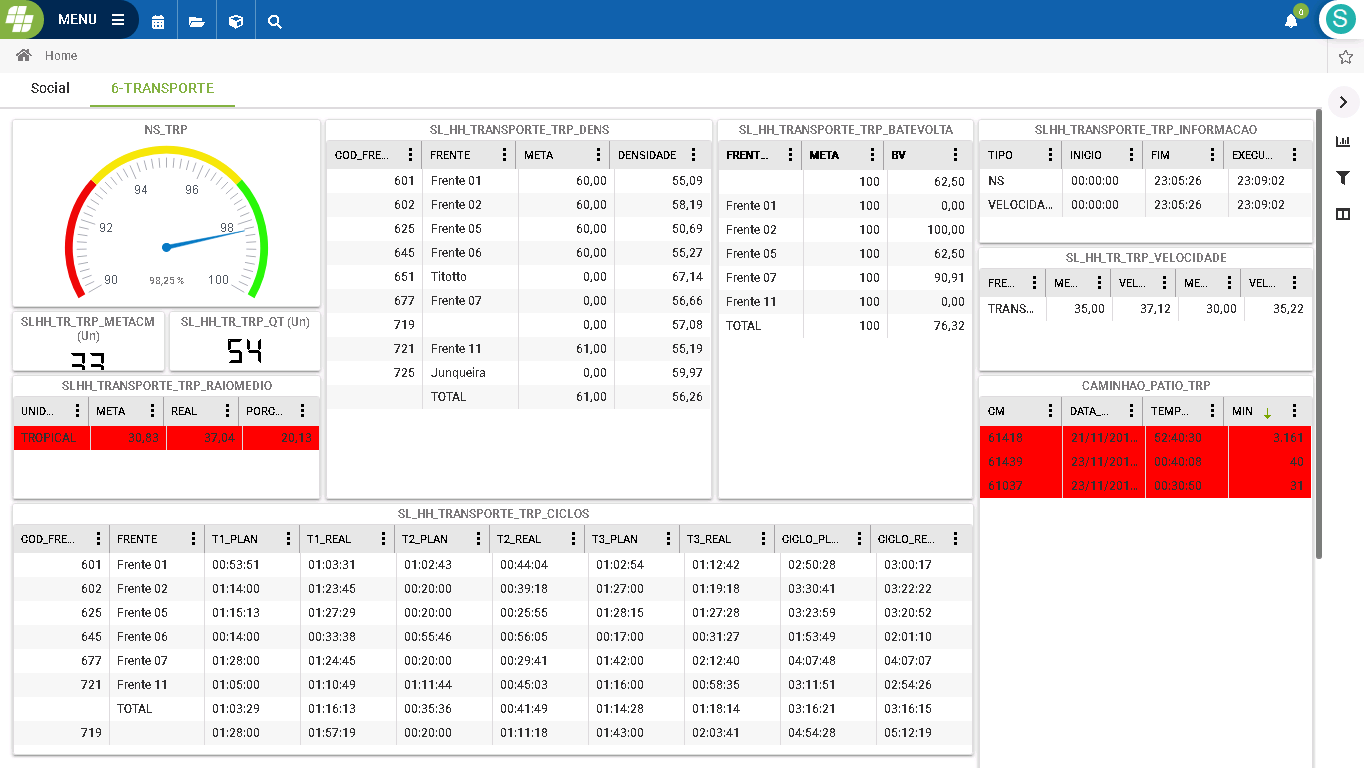 MENU
0
S
Home
Social
6-TRANSPORTE
NS_TRP
90
92
94
96
98
100
98,25 %
SLHH_TR_TRP_METACM
(Un)
33
SL_HH_TR_TRP_QT (Un)
54
SLHH_TRANSPORTE_TRP_RAIOMEDIO
UNID... META REAL PORC...
TROPICAL 30,83 37,04 20,13
SL_HH_TRANSPORTE_TRP_DENS
COD_FRE... FRENTE META DENSIDADE
601 Frente 01 60,00 55,09
602 Frente 02 60,00 58,19
625 Frente 05 60,00 50,69
645 Frente 06 60,00 55,27
651 Titotto 0,00 67,14
677 Frente 07 0,00 56,66
719 0,00 57,08
721 Frente 11 61,00 55,19
725 Junqueira 0,00 59,97
TOTAL 61,00 56,26
SL_HH_TRANSPORTE_TRP_BATEVOLTA
FRENT... META BV
100 62,50
Frente 01 100 0,00
Frente 02 100 100,00
Frente 05 100 62,50
Frente 07 100 90,91
Frente 11 100 0,00
TOTAL 100 76,32
SLHH_TRANSPORTE_TRP_INFORMACAO
TIPO INICIO FIM EXECU...
NS 00:00:00 23:05:26 23:09:02
VELOCIDA... 00:00:00 23:05:26 23:09:02
SL_HH_TR_TRP_VELOCIDADE
FRE... ME... VEL... ME... VEL...
TRANS... 35,00 37,12 30,00 35,22
CAMINHAO_PATIO_TRP
CM DATA_... TEMP... MIN
61418 21/11/201... 52:40:30 3.161
61439 23/11/201... 00:40:08 40
61037 23/11/201... 00:30:50 31
SL_HH_TRANSPORTE_TRP_CICLOS
COD_FRE... FRENTE T1_PLAN T1_REAL T2_PLAN T2_REAL T3_PLAN T3_REAL CICLO_PL... CICLO_RE...
601 Frente 01 00:53:51 01:03:31 01:02:43 00:44:04 01:02:54 01:12:42 02:50:28 03:00:17
602 Frente 02 01:14:00 01:23:45 00:20:00 00:39:18 01:27:00 01:19:18 03:30:41 03:22:22
625 Frente 05 01:15:13 01:27:29 00:20:00 00:25:55 01:28:15 01:27:28 03:23:59 03:20:52
645 Frente 06 00:14:00 00:33:38 00:55:46 00:56:05 00:17:00 00:31:27 01:53:49 02:01:10
677 Frente 07 01:28:00 01:24:45 00:20:00 00:29:41 01:42:00 02:12:40 04:07:48 04:07:07
721 Frente 11 01:05:00 01:10:49 01:11:44 00:45:03 01:16:00 00:58:35 03:11:51 02:54:26
TOTAL 01:03:29 01:16:13 00:35:36 00:41:49 01:14:28 01:18:14 03:16:21 03:16:15
719 01:28:00 01:57:19 00:20:00 01:11:18 01:43:00 02:03:41 04:54:28 05:12:19